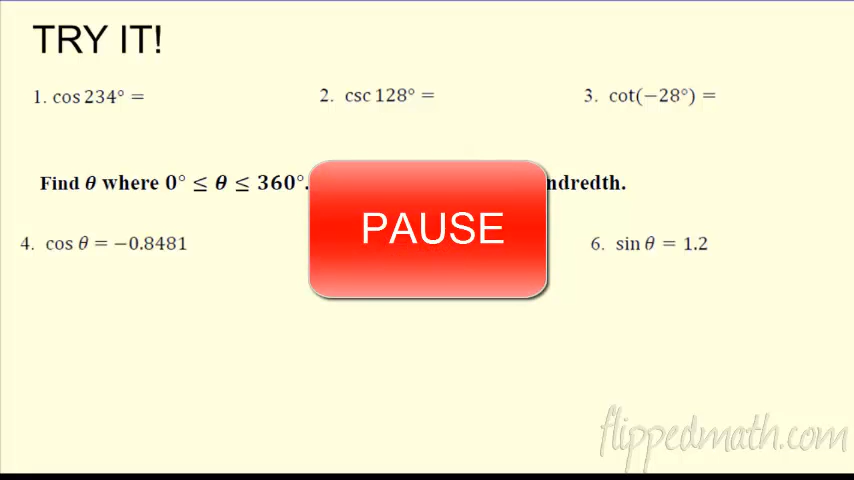 TRY IT!
1. cos 234° = 2. csc 128° = 3. cot(−28°) =
Find θ where 0° ≤ θ ≤ 360°. ndredth.
PAUSE
4. cos θ = −0.8481 6. sin θ = 1.2
flippedmath.com